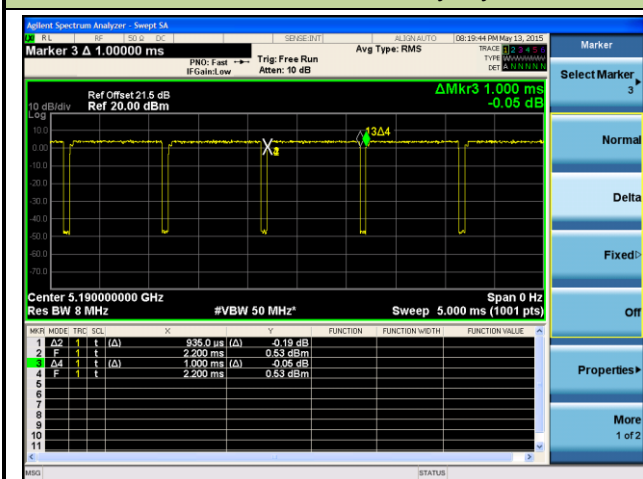 Agilent Spectrum Analyzer - Swept SA
RL RF 50 Ω DC SENSE:INT ALIGN AUTO 08:19:44 PM May 13, 2015
Marker 3 Δ 1.00000 ms
PNO: Fast Trig: Free Run
IFGain:Low Atten: 10 dB
Avg Type: RMS
TRACE 1 2 3 4 5 6
TYPE
DET A N N N N N
Marker
Select Marker
3
Normal
Delta
Fixed
Off
Properties
More
1 of 2
Ref Offset 21.5 dB
10 dB/div Ref 20.00 dBm
Log
ΔMkr3 1.000 ms
-0.05 dB
10.0
0.00
-10.0
-20.0
-30.0
-40.0
-50.0
-60.0
-70.0
Center 5.190000000 GHz Span 0 Hz
Res BW 8 MHz #VBW 50 MHz* Sweep 5.000 ms (1001 pts)
MKR MODE TRC SCL X Y FUNCTION FUNCTION WIDTH FUNCTION VALUE
1 Δ2 1 t (Δ) 935.0 µs (Δ) -0.19 dB
2 F 1 t 2.200 ms 0.53 dBm
3 Δ4 1 t (Δ) 1.000 ms (Δ) -0.05 dB
4 F 1 t 2.200 ms 0.53 dBm
5
6
7
8
9
10
11
MSG STATUS